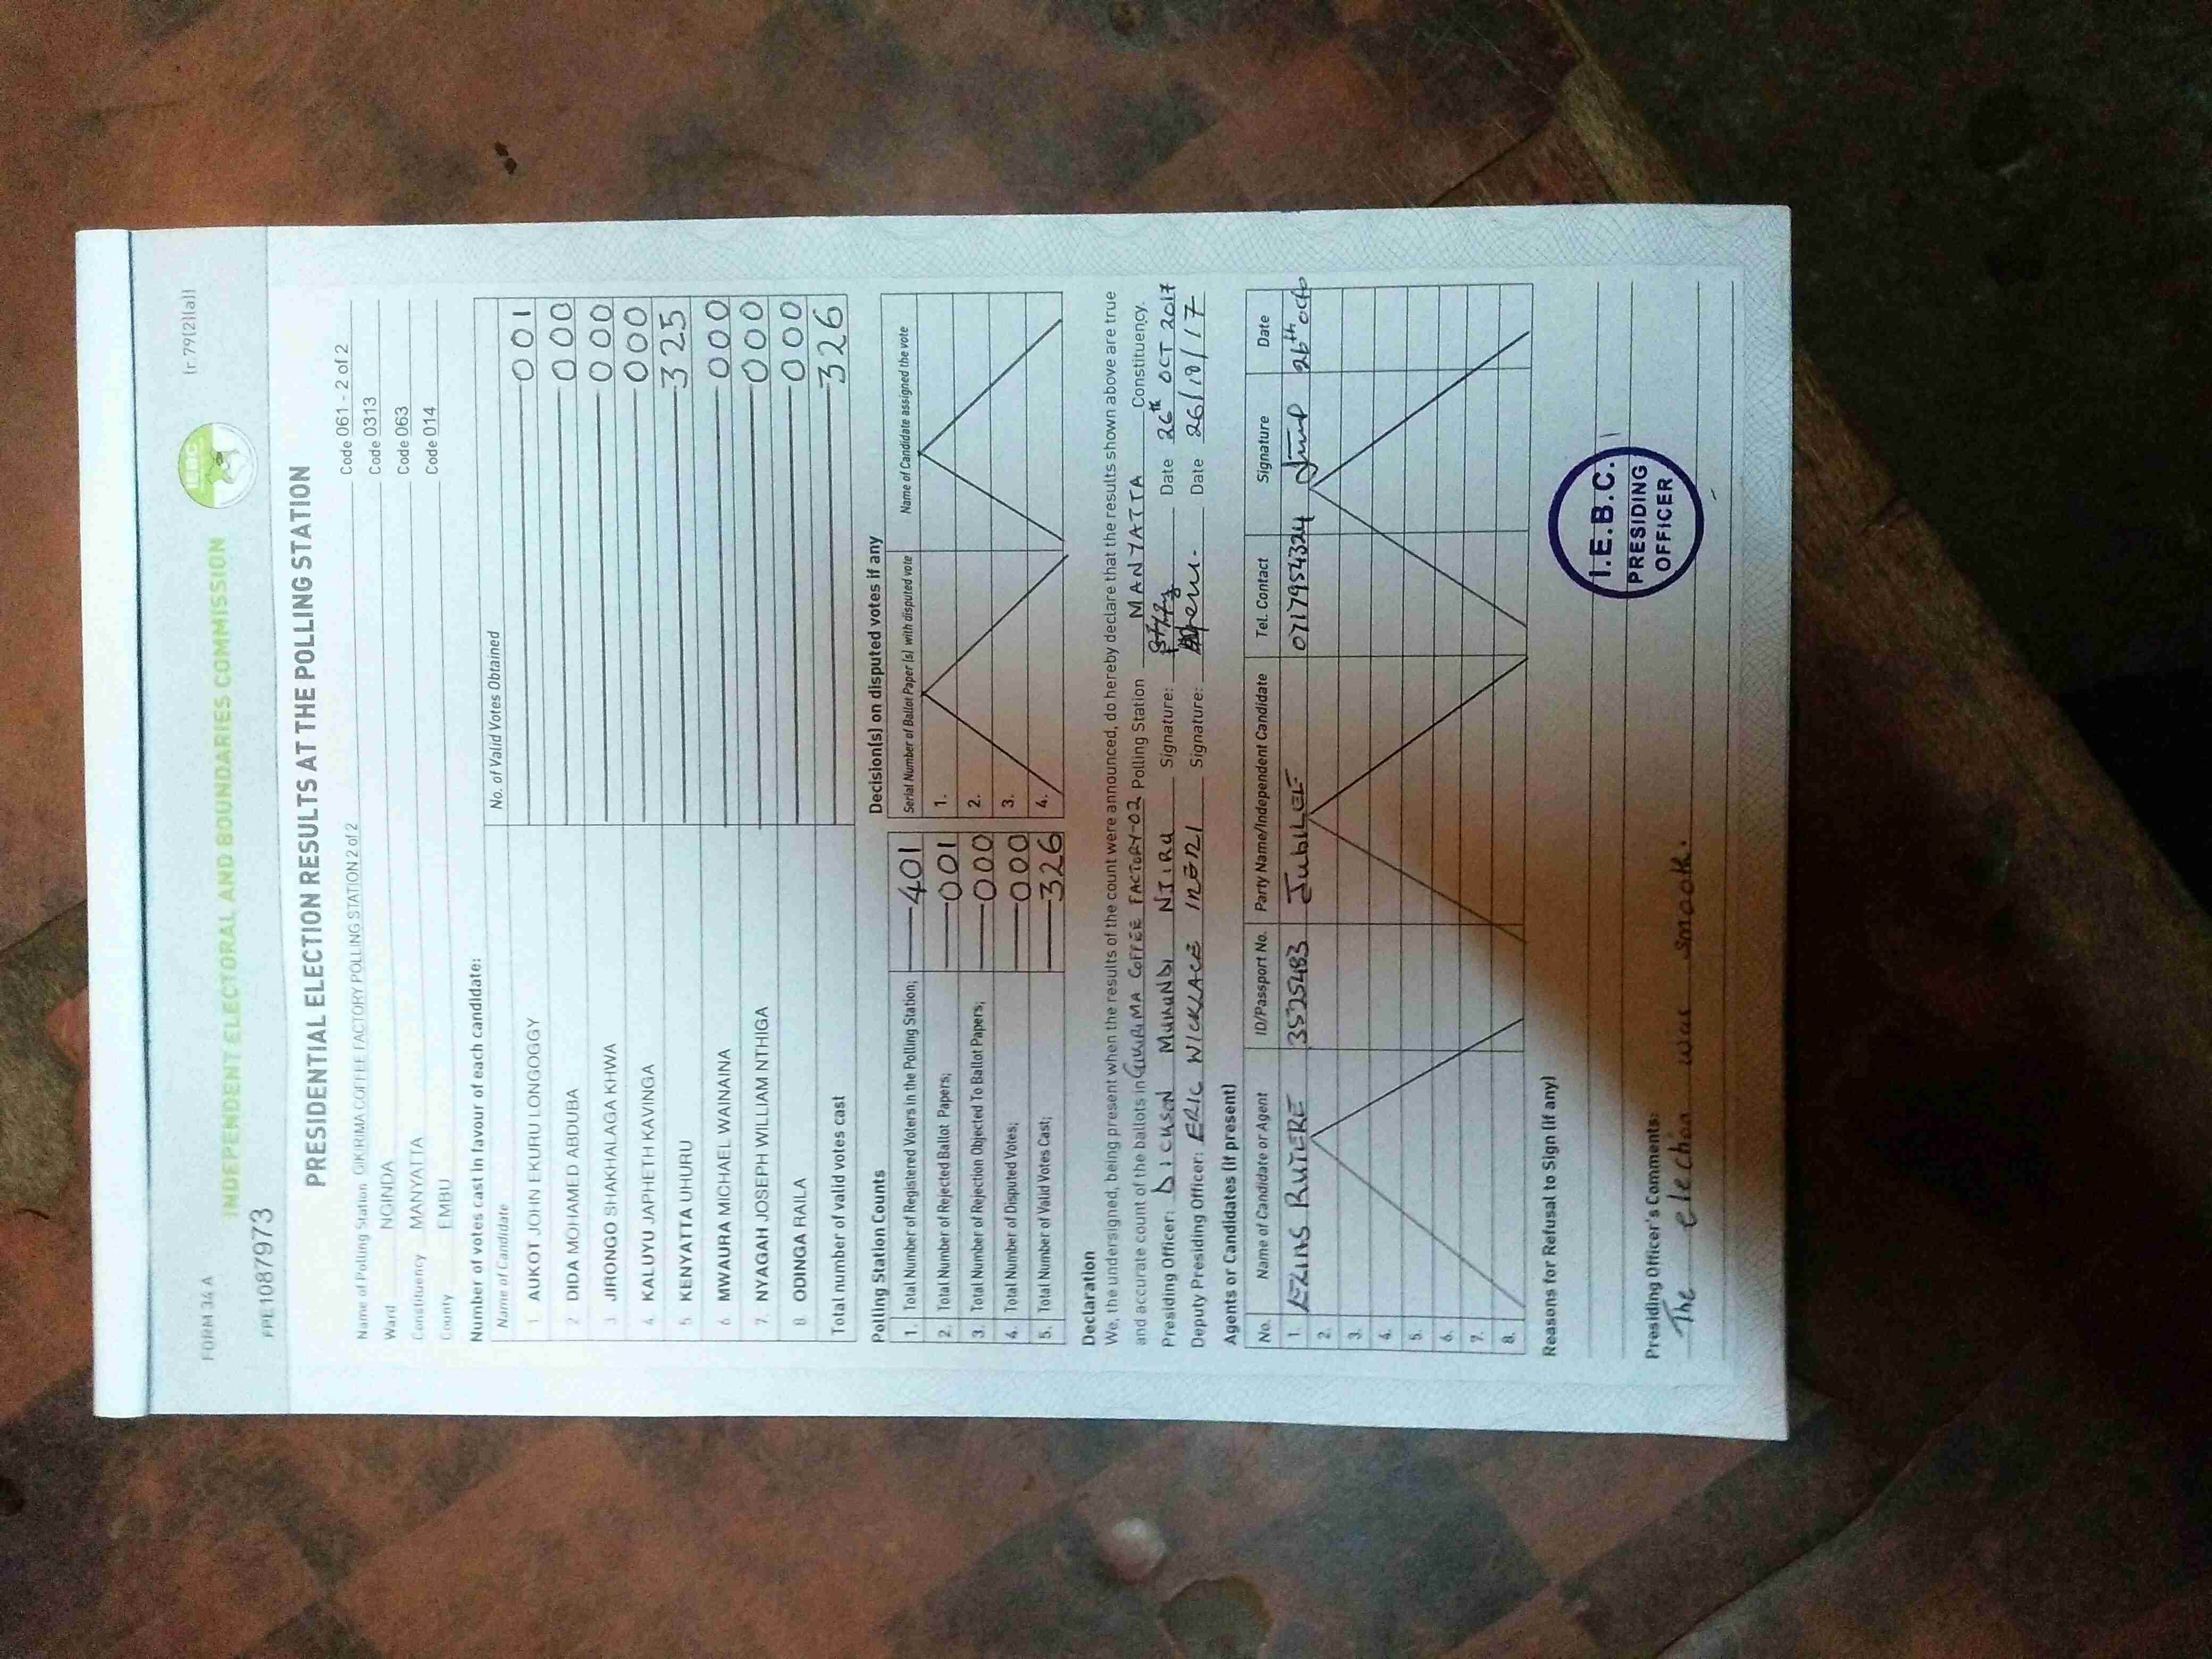 FORM 34A
(r.79(2)(a))
IEBC
INDEPENDENT ELECTORAL AND BOUNDARIES COMMISSION
FPL1087973
PRESIDENTIAL ELECTION RESULTS AT THE POLLING STATION
Name of Polling Station GIKIRIMA COFFEE FACTORY POLLING STATION 2 of 2 Code 061 - 2 of 2
Ward NGINDA Code 0313
Constituency MANYATTA Code 063
County EMBU Code 014
Number of votes cast in favour of each candidate:
Name of Candidate No. of Valid Votes Obtained
1. AUKOT JOHN EKURU LONGOGGY 001
2 DIDA MOHAMED ABDUBA 000
3. JIRONGO SHAKHALAGA KHWA 000
4. KALUYU JAPHETH KAVINGA 000
5. KENYATTA UHURU 325
6 MWAURA MICHAEL WAINAINA 000
7. NYAGAH JOSEPH WILLIAM NTHIGA 000
8 ODINGA RAILA 000
Total number of valid votes cast 326
Polling Station Counts
1. Total Number of Registered Voters in the Polling Station; 401
2. Total Number of Rejected Ballot Papers; 001
3. Total Number of Rejection Objected To Ballot Papers; 000
4. Total Number of Disputed Votes; 000
5. Total Number of Valid Votes Cast; 326
Decision(s) on disputed votes if any
Serial Number of Ballot Paper (s) with disputed vote Name of Candidate assigned the vote
1.
2.
3.
4.
Declaration
We, the undersigned, being present when the results of the count were announced, do hereby declare that the results shown above are true
and accurate count of the ballots in GIKIRIMA COFFEE FACTORY-02 Polling Station MANYATTA Constituency.
Presiding Officer: DICKSON MUKUNDI NJIRU Signature: Date 26th OCT 2017
Deputy Presiding Officer: ERIC Signature: Date 26/10/17
Agents or Candidates (if present)
No. Name of Candidate or Agent ID/Passport No. Party Name/Independent Candidate Tel. Contact Signature Date
1. ELIAS RUTERE 3525483 JubILEE 0717954324 26th octo
2.
3.
4.
5.
6.
7.
8.
Reasons for Refusal to Sign (if any)
Presiding Officer's Comments:
The election was smooth.
I.E.B.C.
PRESIDING
OFFICER